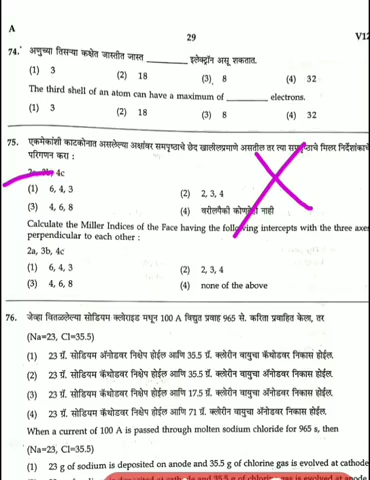 A
29
V12
74. अणुच्या तिसऱ्या कक्षेत जास्तीत जास्त ________ इलेक्ट्रॉन असू शकतात.
(1) 3 (2) 18 (3) 8 (4) 32
The third shell of an atom can have a maximum of ________ electrons.
(1) 3 (2) 18 (3) 8 (4) 32
75. एकमेकांशी काटकोनात असलेल्या अक्षांवर समपृष्ठाचे छेद खालीलप्रमाणे असतील तर त्या समपृष्ठाचे मिलर निर्देशांकाचे
परिगणन करा :
2a, 3b, 4c
(1) 6, 4, 3 (2) 2, 3, 4
(3) 4, 6, 8 (4) वरीलपैकी कोणतेही नाही
Calculate the Miller Indices of the Face having the following intercepts with the three axes
perpendicular to each other :
2a, 3b, 4c
(1) 6, 4, 3 (2) 2, 3, 4
(3) 4, 6, 8 (4) none of the above
76. जेव्हा वितळलेल्या सोडियम क्लोराइड मधून 100 A विद्युत प्रवाह 965 से. करिता प्रवाहित केला, तर
(Na=23, Cl=35.5)
(1) 23 ग्रॅ. सोडियम अ‍ॅनोडवर निक्षेप होईल आणि 35.5 ग्रॅ. क्लोरीन वायुचा कॅथोडवर निकास होईल.
(2) 23 ग्रॅ. सोडियम कॅथोडवर निक्षेप होईल आणि 35.5 ग्रॅ. क्लोरीन वायुचा अ‍ॅनोडवर निकास होईल.
(3) 23 ग्रॅ. सोडियम कॅथोडवर निक्षेप होईल आणि 17.5 ग्रॅ. क्लोरीन वायुचा अ‍ॅनोडवर निकास होईल.
(4) 23 ग्रॅ. सोडियम कॅथोडवर निक्षेप होईल आणि 71 ग्रॅ. क्लोरीन वायुचा अ‍ॅनोडवर निकास होईल.
When a current of 100 A is passed through molten sodium chloride for 965 s, then
(Na=23, Cl=35.5)
(1) 23 g of sodium is deposited on anode and 35.5 g of chlorine gas is evolved at cathode